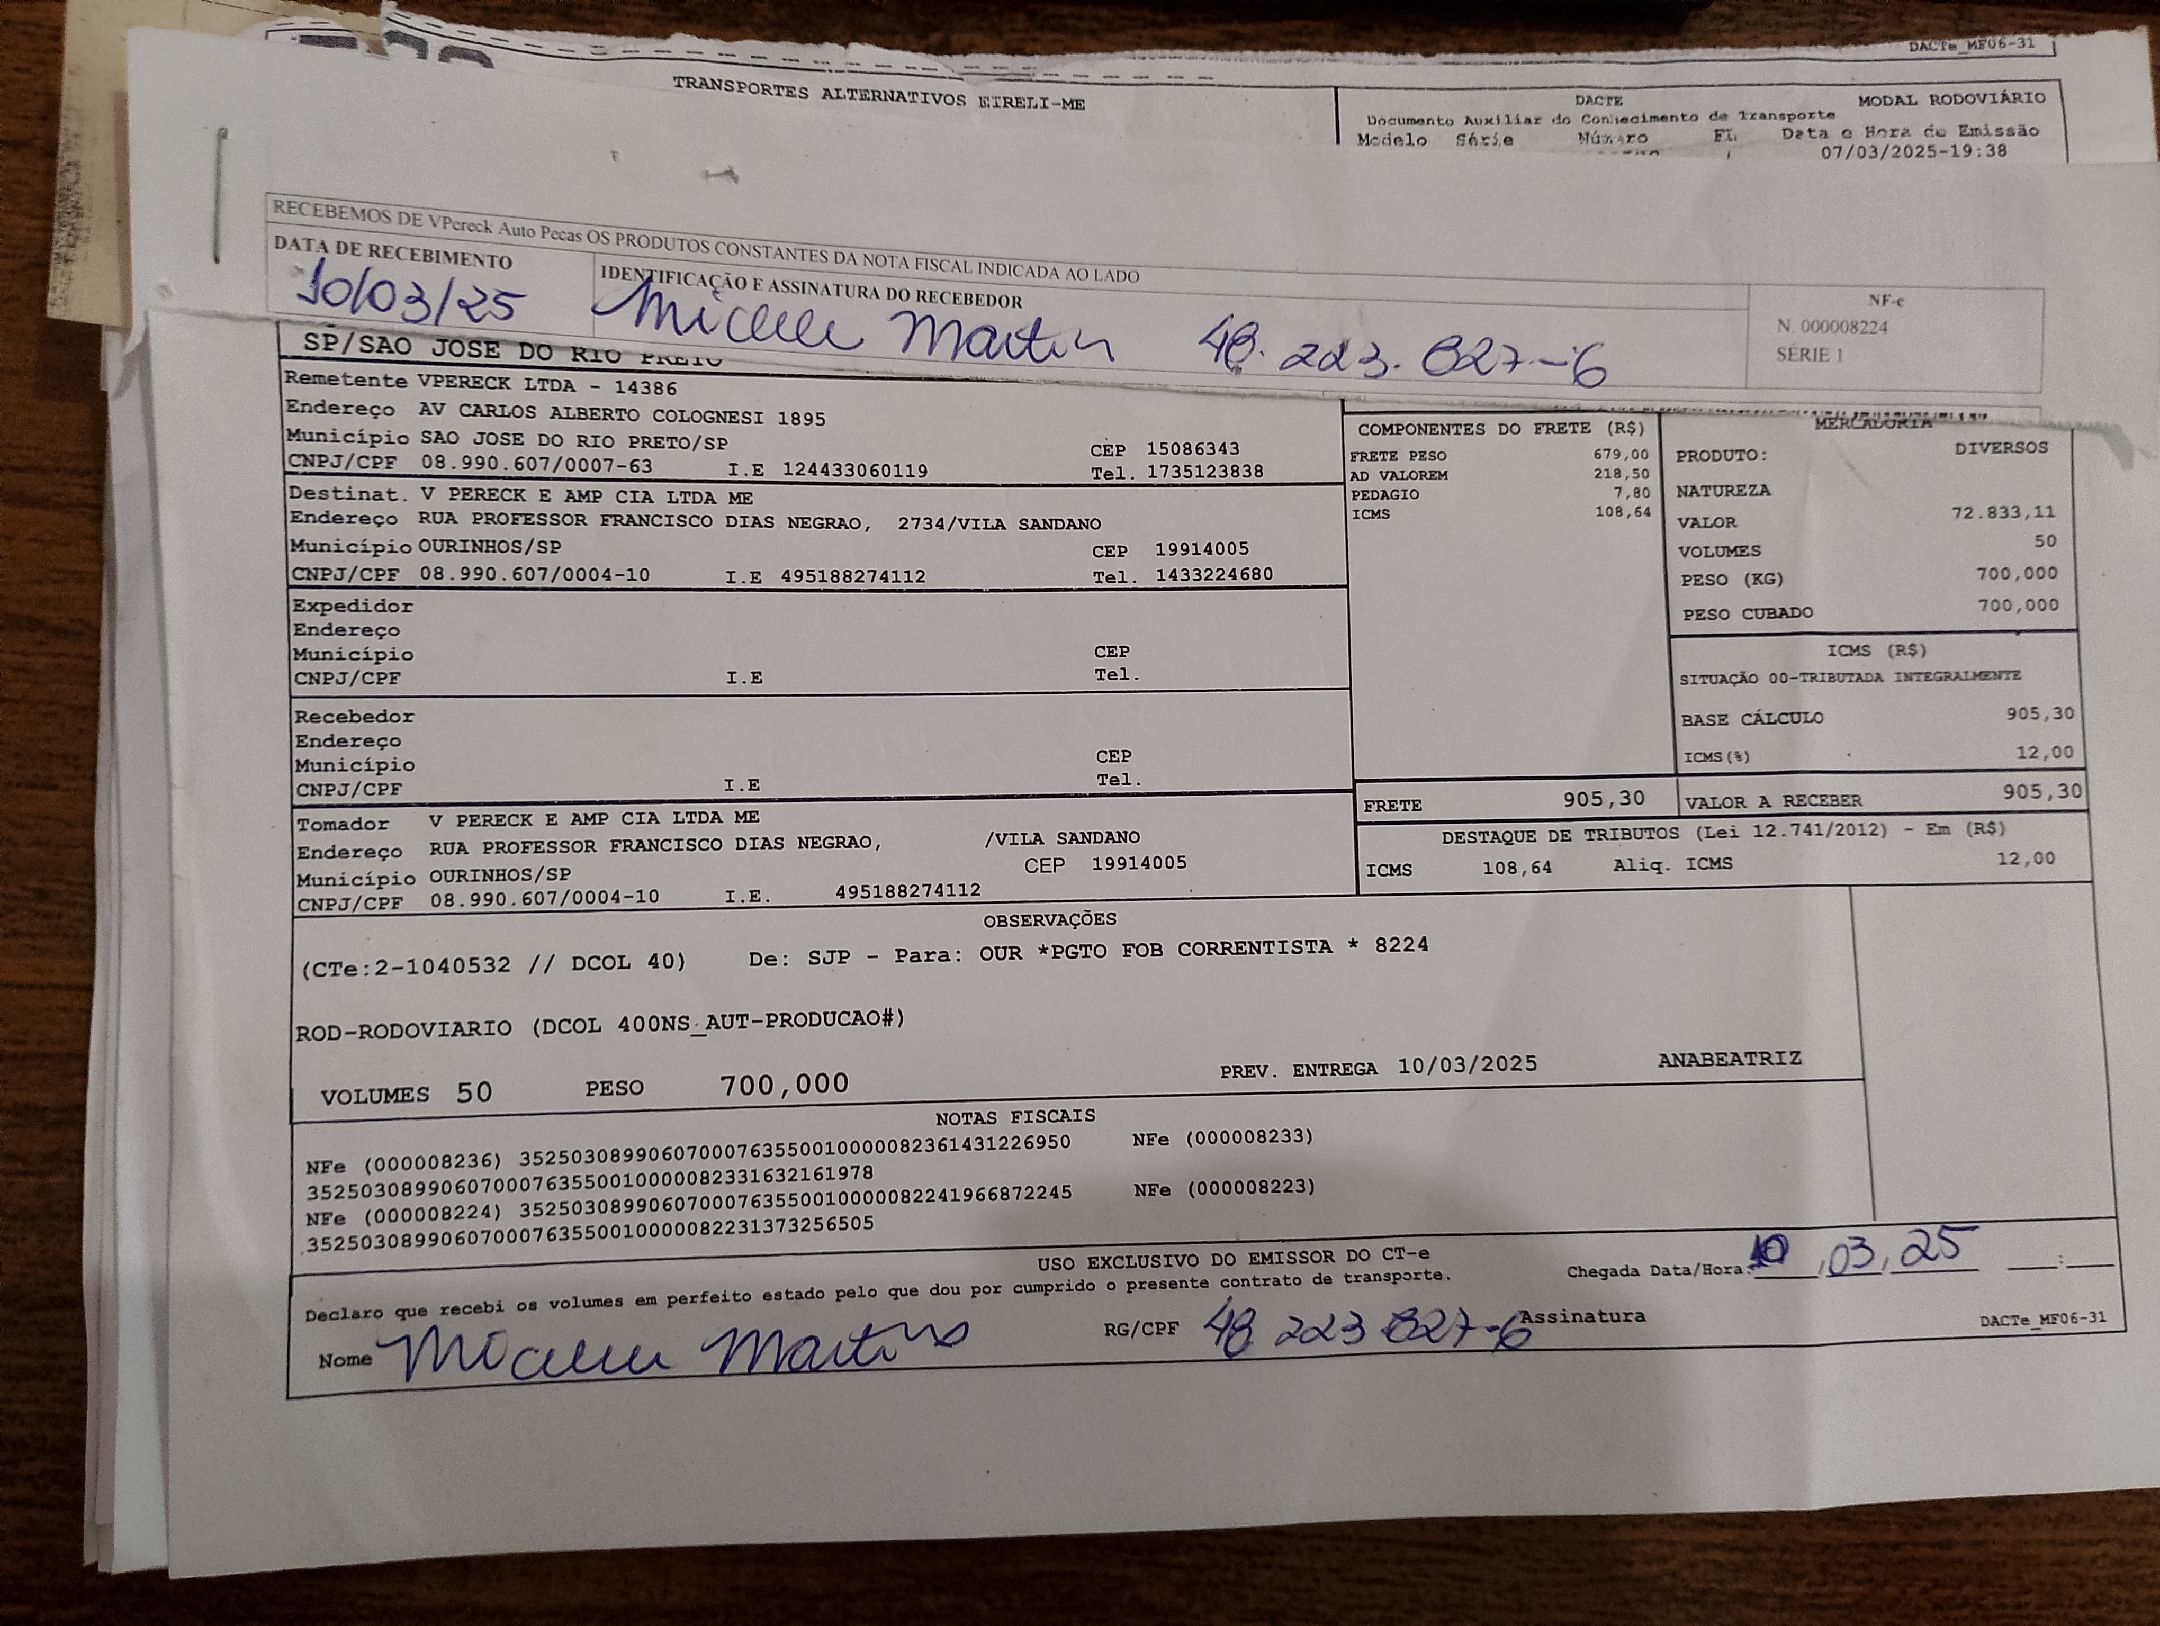 DACTe_MF06-31
TRANSPORTES ALTERNATIVOS EIRELI-ME
DACTE MODAL RODOVIÁRIO
Documento Auxiliar do Conhecimento de Transporte
Modelo Série Número FL Data e Hora de Emissão
07/03/2025-19:38
RECEBEMOS DE VPereck Auto Pecas OS PRODUTOS CONSTANTES DA NOTA FISCAL INDICADA AO LADO
DATA DE RECEBIMENTO IDENTIFICAÇÃO E ASSINATURA DO RECEBEDOR
10/03/25 Martin 48.223.827-6
NF-e
N. 000008224
SÉRIE 1
SP/SAO JOSE DO RIO PRETO
Remetente VPERECK LTDA - 14386
Endereço AV CARLOS ALBERTO COLOGNESI 1895
Município SAO JOSE DO RIO PRETO/SP CEP 15086343
CNPJ/CPF 08.990.607/0007-63 I.E 124433060119 Tel. 1735123838
Destinat. V PERECK E AMP CIA LTDA ME
Endereço RUA PROFESSOR FRANCISCO DIAS NEGRAO, 2734/VILA SANDANO
Município OURINHOS/SP CEP 19914005
CNPJ/CPF 08.990.607/0004-10 I.E 495188274112 Tel. 1433224680
Expedidor
Endereço
Município CEP
CNPJ/CPF I.E Tel.
Recebedor
Endereço
Município CEP
CNPJ/CPF I.E Tel.
Tomador V PERECK E AMP CIA LTDA ME
Endereço RUA PROFESSOR FRANCISCO DIAS NEGRAO, /VILA SANDANO
Município OURINHOS/SP CEP 19914005
CNPJ/CPF 08.990.607/0004-10 I.E. 495188274112
COMPONENTES DO FRETE (R$)
FRETE PESO 679,00
AD VALOREM 218,50
PEDAGIO 7,80
ICMS 108,64
MERCADORIA
PRODUTO: DIVERSOS
NATUREZA
VALOR 72.833,11
VOLUMES 50
PESO (KG) 700,000
PESO CUBADO 700,000
ICMS (R$)
SITUAÇÃO 00-TRIBUTADA INTEGRALMENTE
BASE CÁLCULO 905,30
ICMS(%) 12,00
FRETE 905,30 VALOR A RECEBER 905,30
DESTAQUE DE TRIBUTOS (Lei 12.741/2012) - Em (R$)
ICMS 108,64 Aliq. ICMS 12,00
OBSERVAÇÕES
(CTe:2-1040532 // DCOL 40) De: SJP - Para: OUR *PGTO FOB CORRENTISTA * 8224
ROD-RODOVIARIO (DCOL 400NS_AUT-PRODUCAO#)
VOLUMES 50 PESO 700,000 PREV. ENTREGA 10/03/2025 ANABEATRIZ
NOTAS FISCAIS
NFe (000008236) 35250308990607000763550010000082361431226950 NFe (000008233)
35250308990607000763550010000082331632161978
NFe (000008224) 35250308990607000763550010000082241966872245 NFe (000008223)
35250308990607000763550010000082231373256505
USO EXCLUSIVO DO EMISSOR DO CT-e
Declaro que recebi os volumes em perfeito estado pelo que dou por cumprido o presente contrato de transporte.
Chegada Data/Hora: 10,03,25 :
Nome Martins RG/CPF 48 223 827-6 Assinatura
DACTe_MF06-31